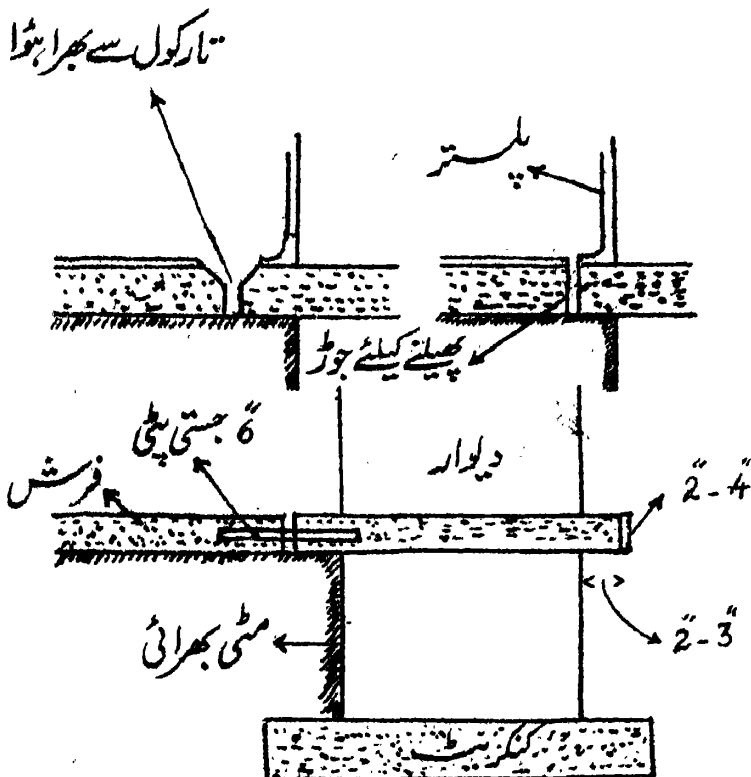 تارکول سے بھرا ہوا
پلستر
پھیلنے کیلئے جوڑ
6" جستی پٹی
دیوار
فرش
2"-4"
مٹی بھرائی
2"-3"
کنکریٹ